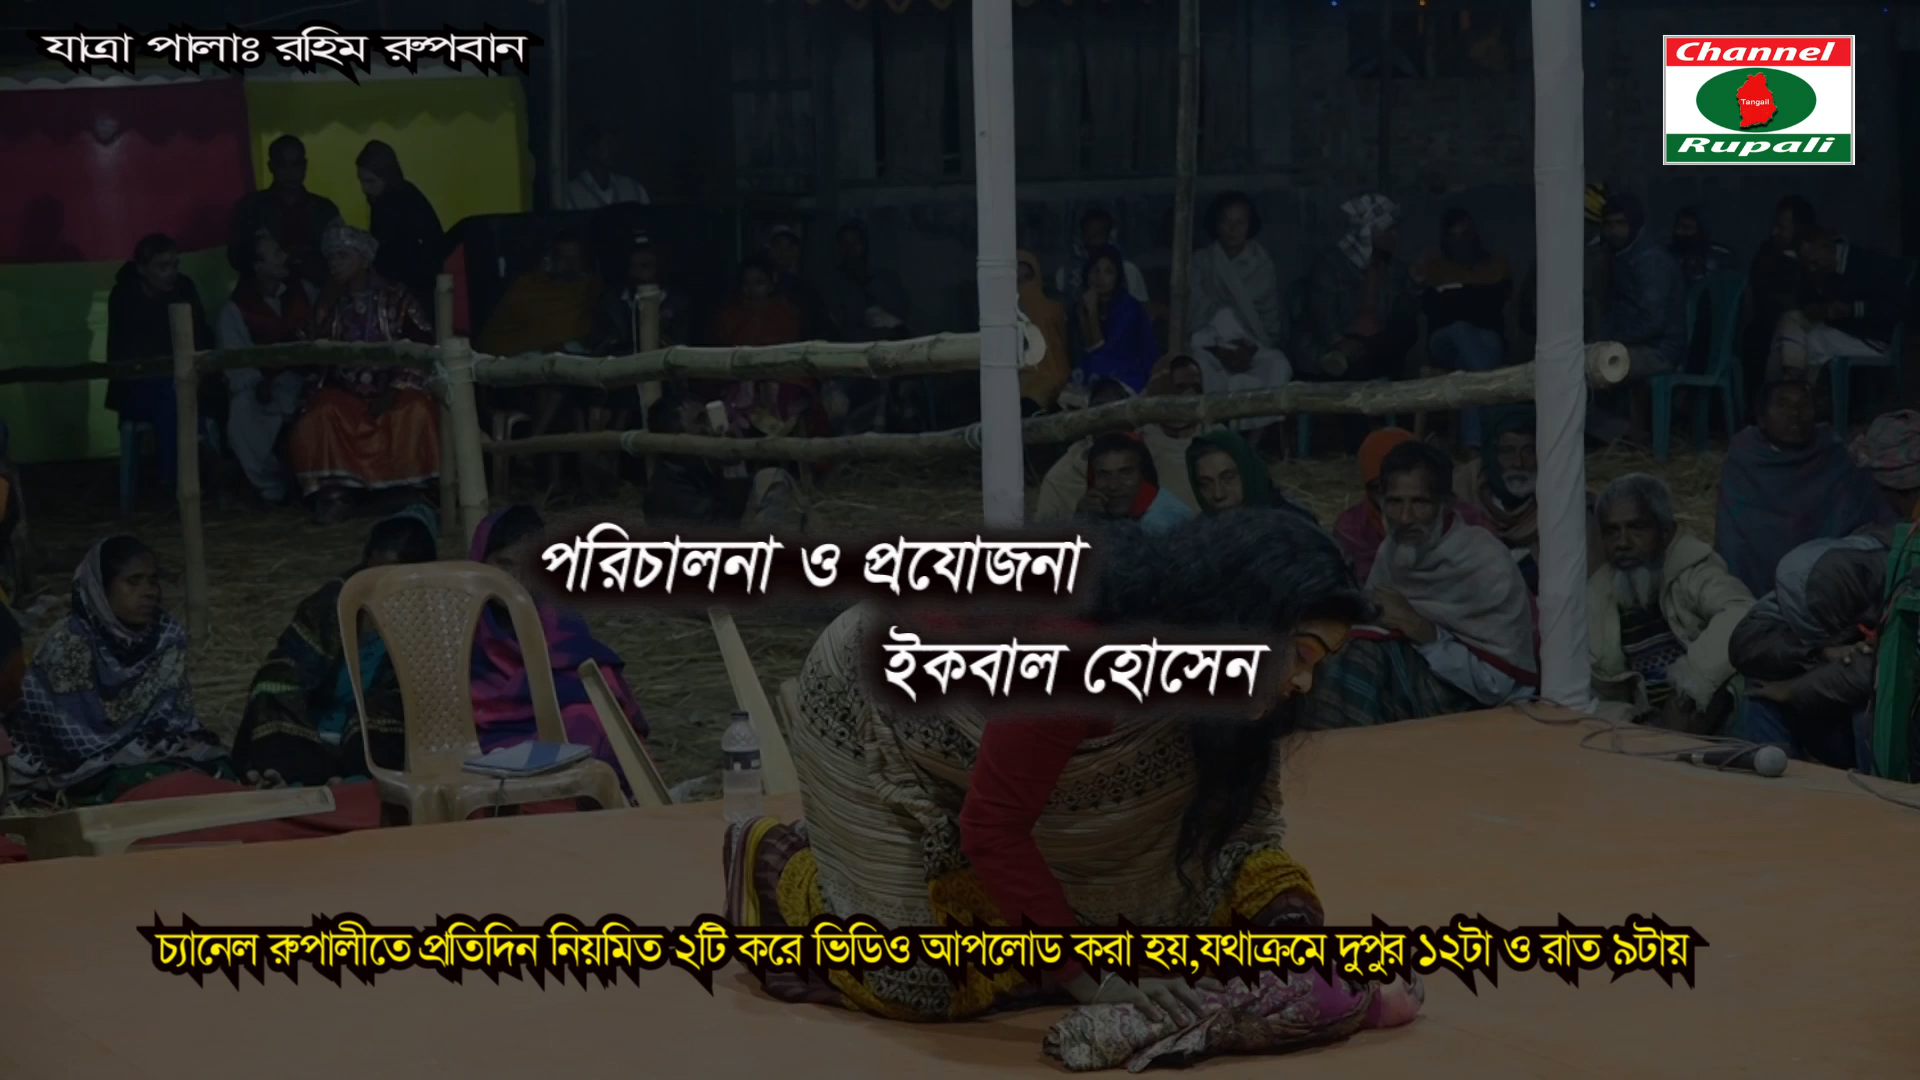 যাত্রা পালাঃ রহিম রুপবান
Channel
Tangail
Rupali
পরিচালনা ও প্রযোজনা
ইকবাল হোসেন
চ্যানেল রুপালীতে প্রতিদিন নিয়মিত ২টি করে ভিডিও আপলোড করা হয়,যথাক্রমে দুপুর ১২টা ও রাত ৯টায়